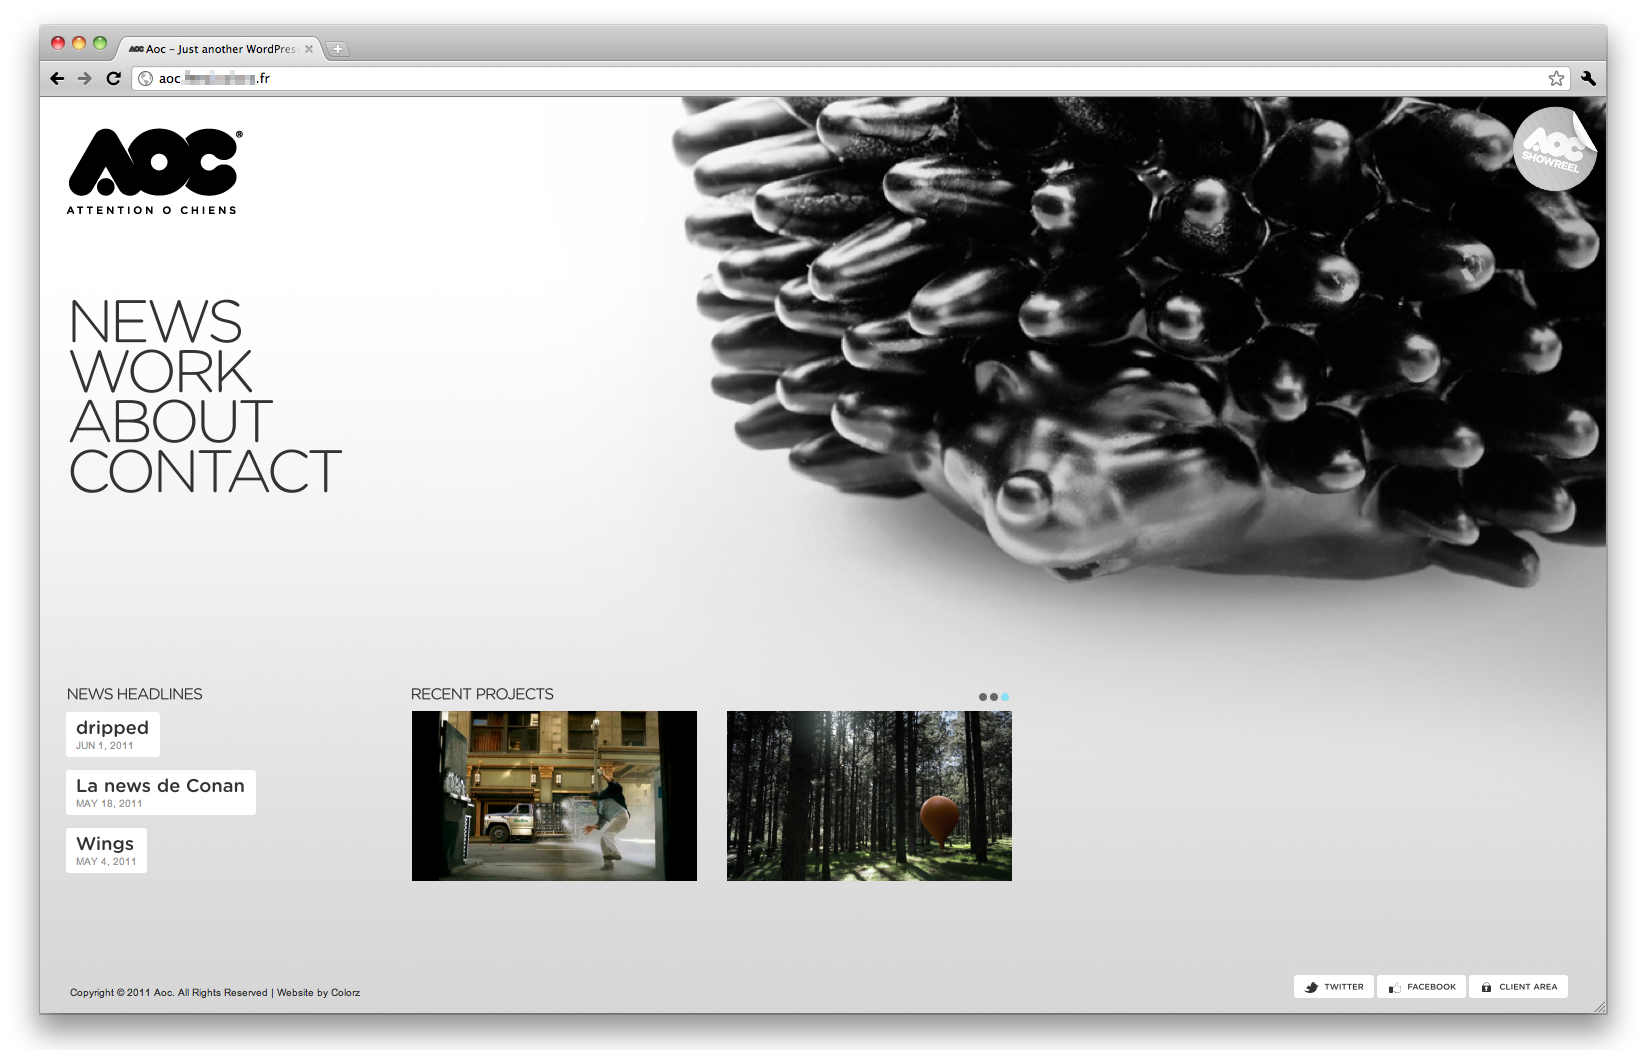 Aoc – Just another WordPres
aoc. .fr
AOC®
ATTENTION O CHIENS
AOC
SHOWREEL
NEWS
WORK
ABOUT
CONTACT
NEWS HEADLINES
dripped
JUN 1, 2011
La news de Conan
MAY 18, 2011
Wings
MAY 4, 2011
RECENT PROJECTS
Copyright © 2011 Aoc. All Rights Reserved | Website by Colorz
TWITTER
FACEBOOK
CLIENT AREA